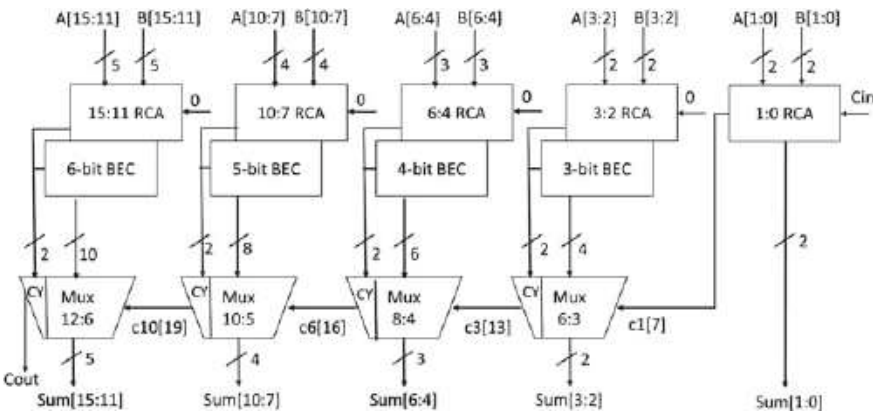 A[15:11] B[15:11] A[10:7] B[10:7] A[6:4] B[6:4] A[3:2] B[3:2] A[1:0] B[1:0]
5 5 4 4 3 3 2 2 2 2
0 0 0 0 Cin
15:11 RCA 10:7 RCA 6:4 RCA 3:2 RCA 1:0 RCA
6-bit BEC 5-bit BEC 4-bit BEC 3-bit BEC
2 10 2 8 2 6 2 4 2
CY Mux CY Mux CY Mux CY Mux
12:6 10:5 8:4 6:3
c10[19] c6[16] c3[13] c1[7]
5 4 3 2
Cout
Sum[15:11] Sum[10:7] Sum[6:4] Sum[3:2] Sum[1:0]